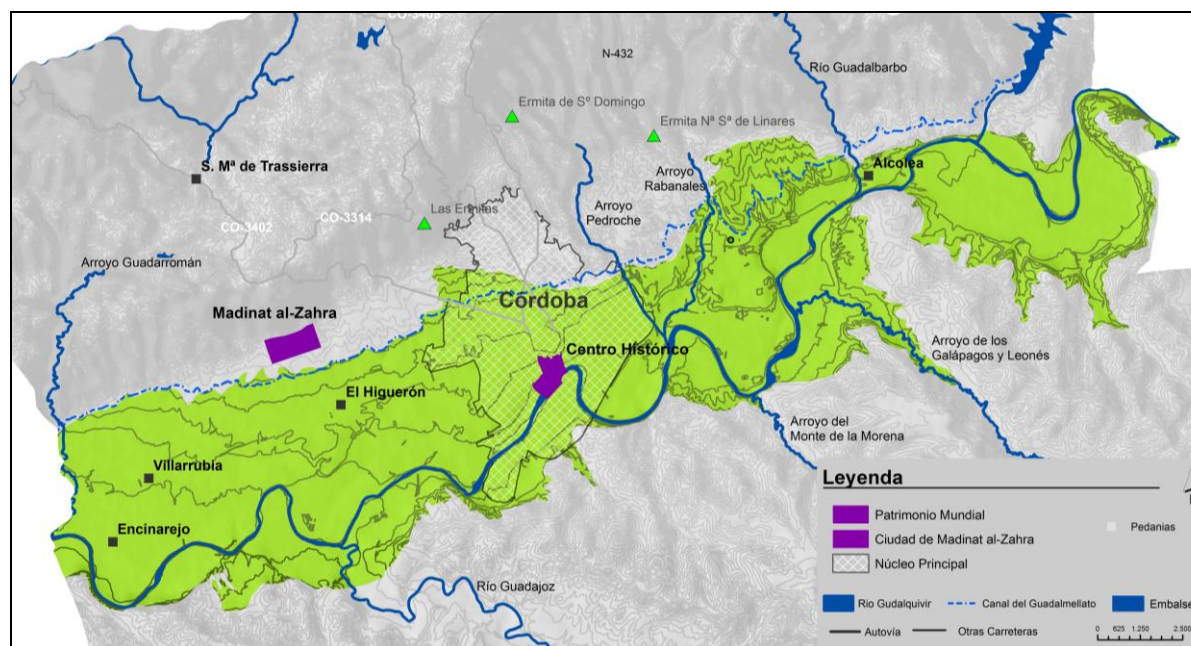 CO-3405
N-432
Río Guadalbarbo
Ermita de Sº Domingo
Ermita Nª Sª de Linares
S. Mª de Trassierra
Arroyo
Rabanales
Alcolea
Arroyo
Pedroche
Las Ermitas
CO-3314
CO-3402
Arroyo Guadarromán
Madinat al-Zahra
Córdoba
Centro Histórico
Arroyo de los
Galápagos y Leonés
El Higuerón
Arroyo del
Monte de la Morena
Villarrubia
Encinarejo
Río Guadajoz
Leyenda
Patrimonio Mundial
Pedanias
Ciudad de Madinat al-Zahra
Núcleo Principal
Rio Gudalquivir
Canal del Guadalmellato
Embalse
Autovía
Otras Carreteras
0 625 1.250 2.500